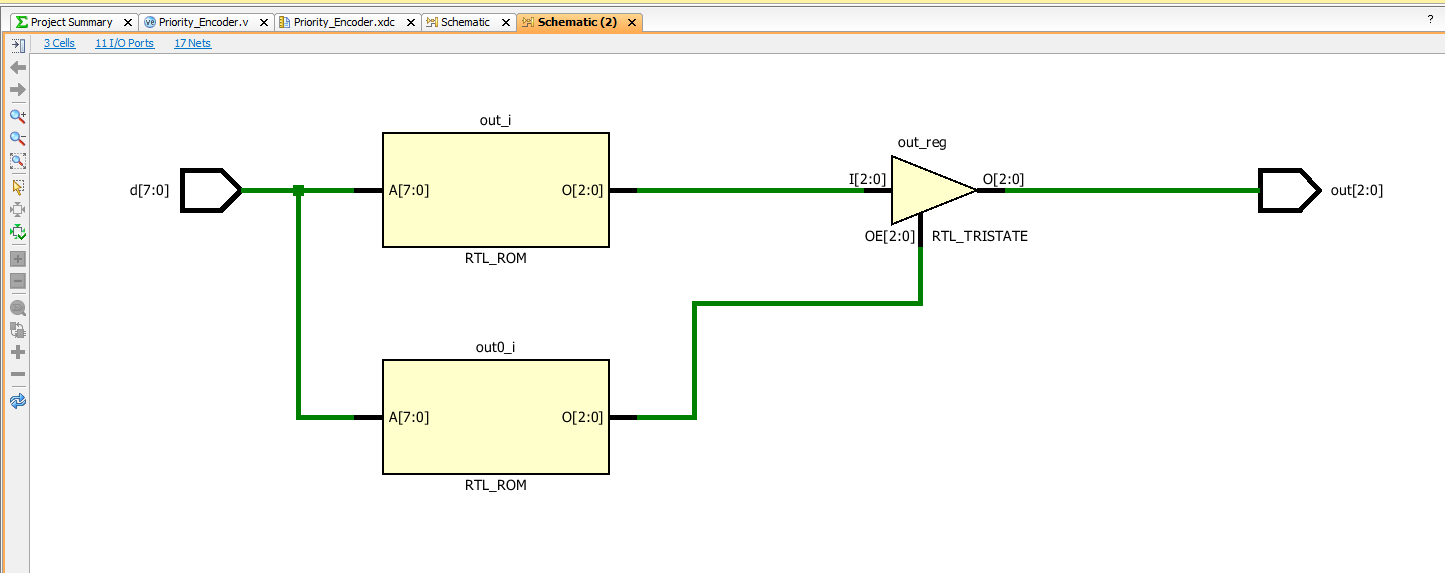 Project Summary Priority_Encoder.v Priority_Encoder.xdc Schematic Schematic (2) ?
3 Cells 11 I/O Ports 17 Nets
out_i
d[7:0] A[7:0] O[2:0]
RTL_ROM
out_reg
I[2:0] O[2:0] out[2:0]
OE[2:0] RTL_TRISTATE
out0_i
A[7:0] O[2:0]
RTL_ROM